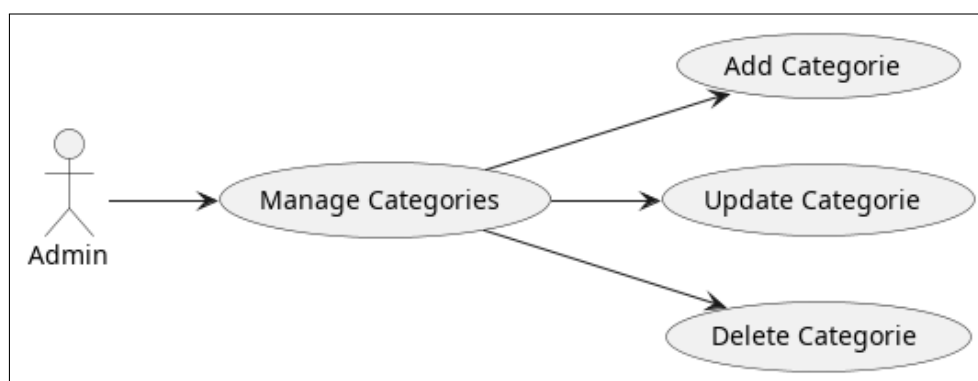 Add Categorie
Manage Categories
Update Categorie
Admin
Delete Categorie